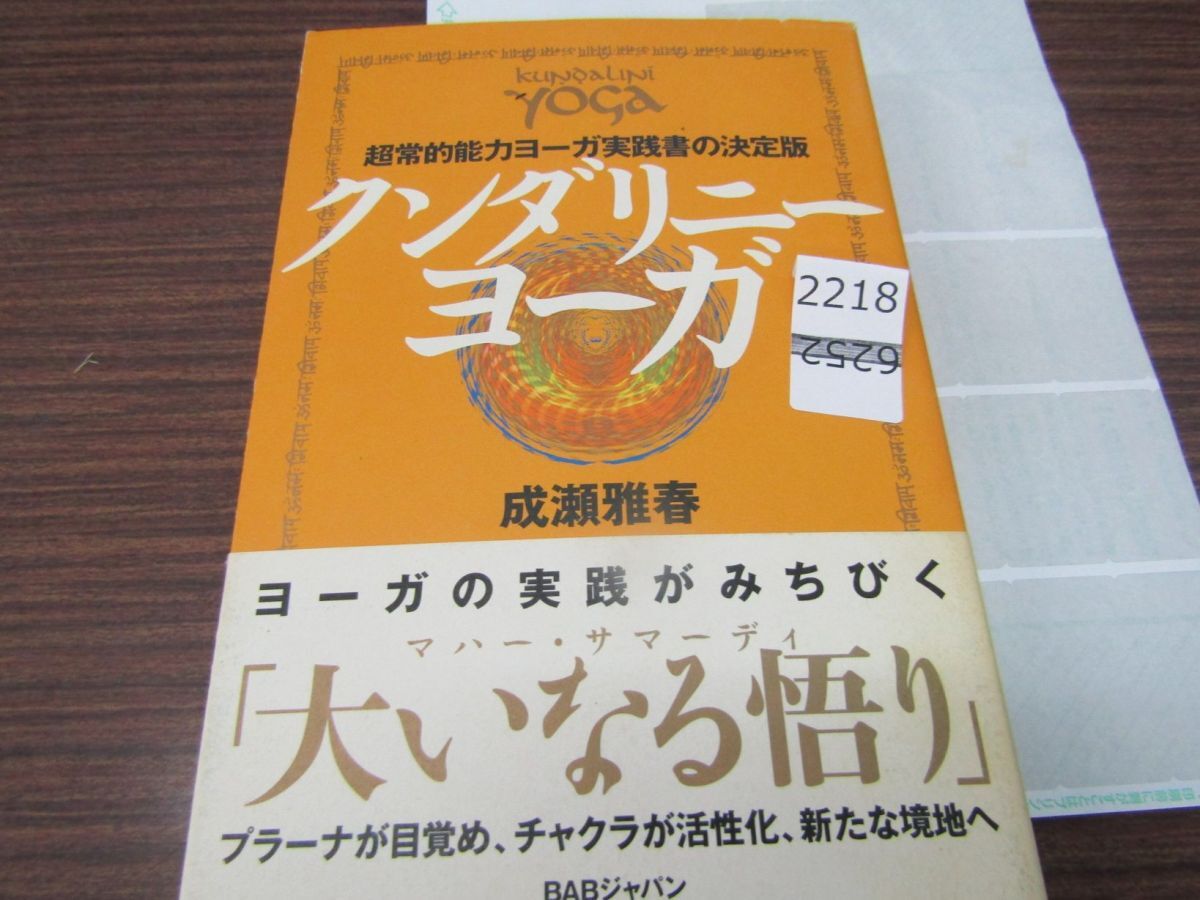 Kundalini
YOGA
超常的能力ヨーガ実践書の決定版
クンダリニー
ヨーガ
2218
6252
成瀬雅春
ヨーガの実践がみちびく
マハー・サマーディ
「大いなる悟り」
プラーナが目覚め、チャクラが活性化、新たな境地へ
BABジャパン